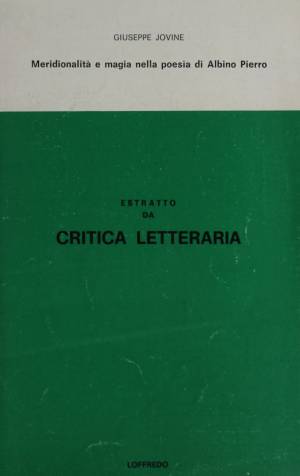 GIUSEPPE JOVINE
Meridionalità e magia nella poesia di Albino Pierro
ESTRATTO
DA
CRITICA LETTERARIA
LOFFREDO